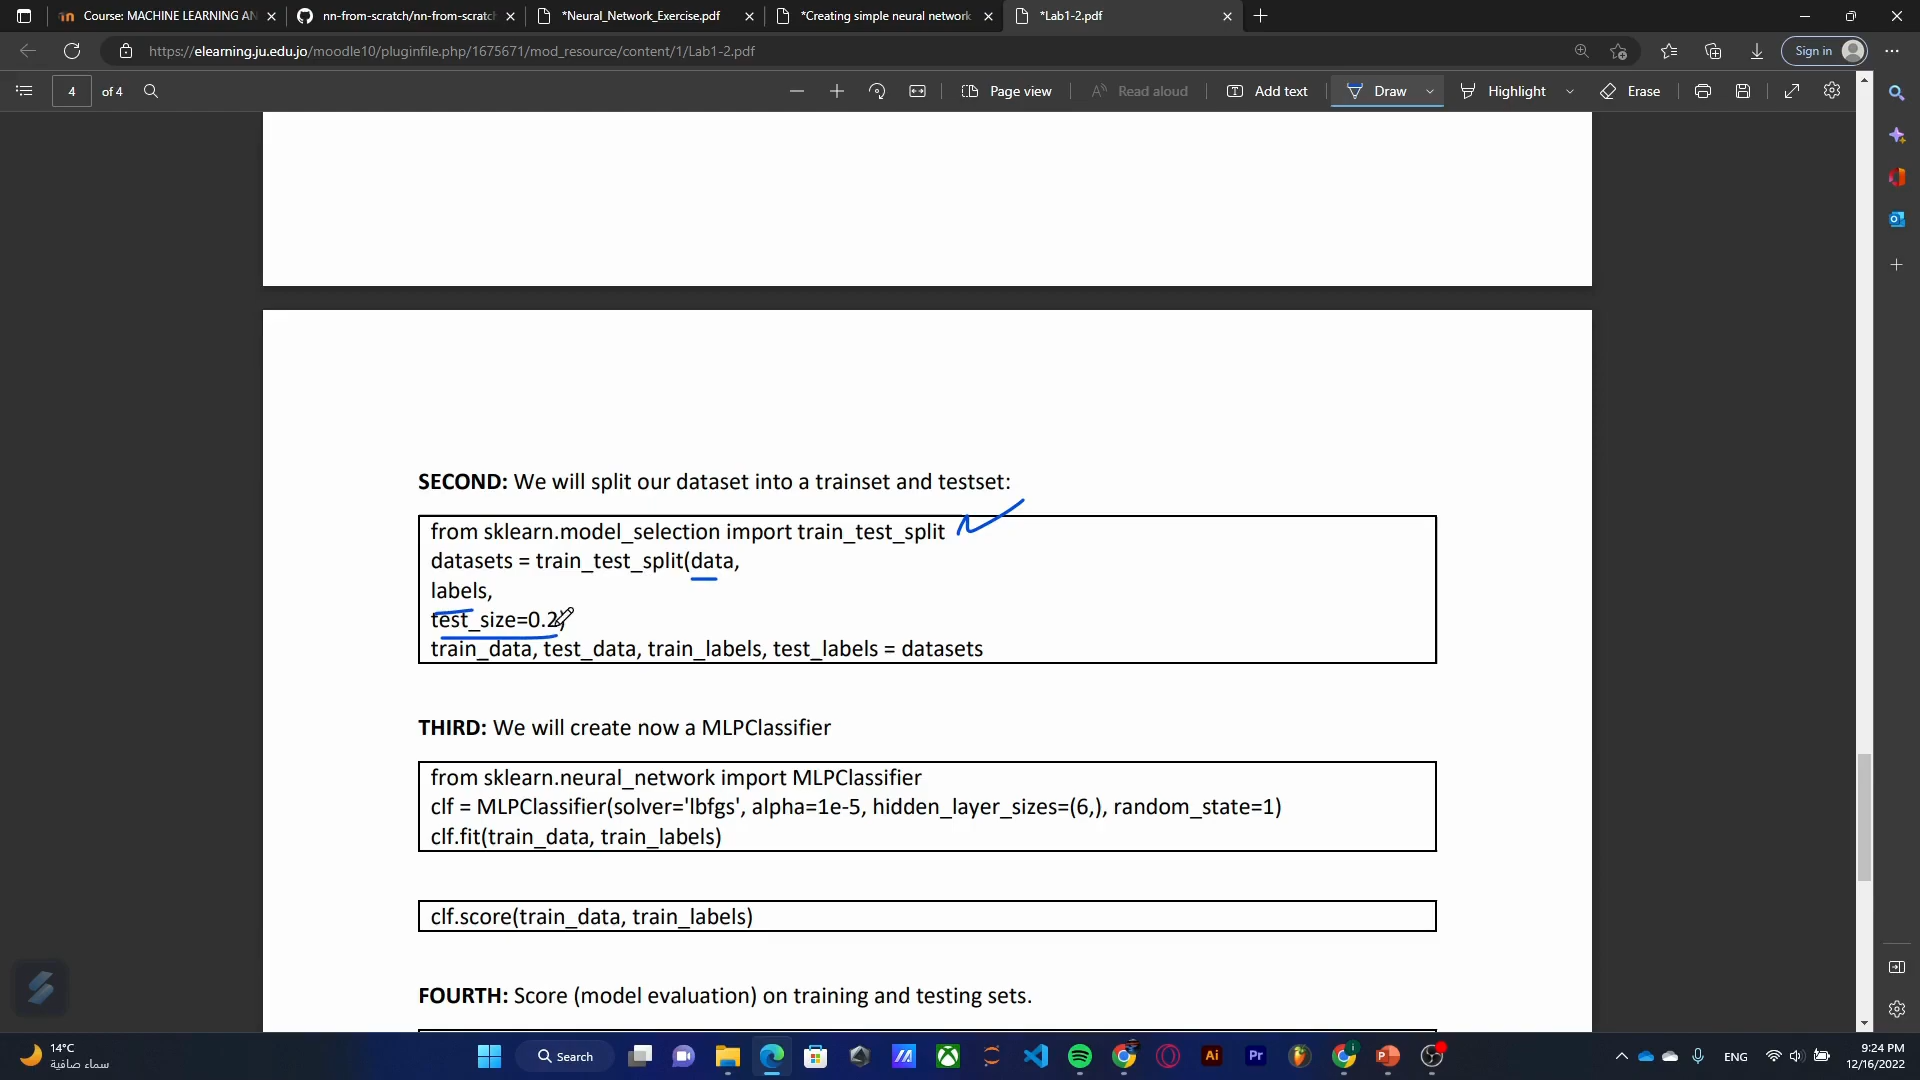 Course: MACHINE LEARNING AN
nn-from-scratch/nn-from-scratc
*Neural_Network_Exercise.pdf
*Creating simple neural network
*Lab1-2.pdf
https://elearning.ju.edu.jo/moodle10/pluginfile.php/1675671/mod_resource/content/1/Lab1-2.pdf
Sign in
4 of 4
Page view
Read aloud
Add text
Draw
Highlight
Erase
SECOND: We will split our dataset into a trainset and testset:
from sklearn.model_selection import train_test_split
datasets = train_test_split(data,
labels,
test_size=0.2)
train_data, test_data, train_labels, test_labels = datasets
THIRD: We will create now a MLPClassifier
from sklearn.neural_network import MLPClassifier
clf = MLPClassifier(solver='lbfgs', alpha=1e-5, hidden_layer_sizes=(6,), random_state=1)
clf.fit(train_data, train_labels)
clf.score(train_data, train_labels)
FOURTH: Score (model evaluation) on training and testing sets.
14°C
سماء صافية
Search
Ai
Pr
ENG
9:24 PM
12/16/2022